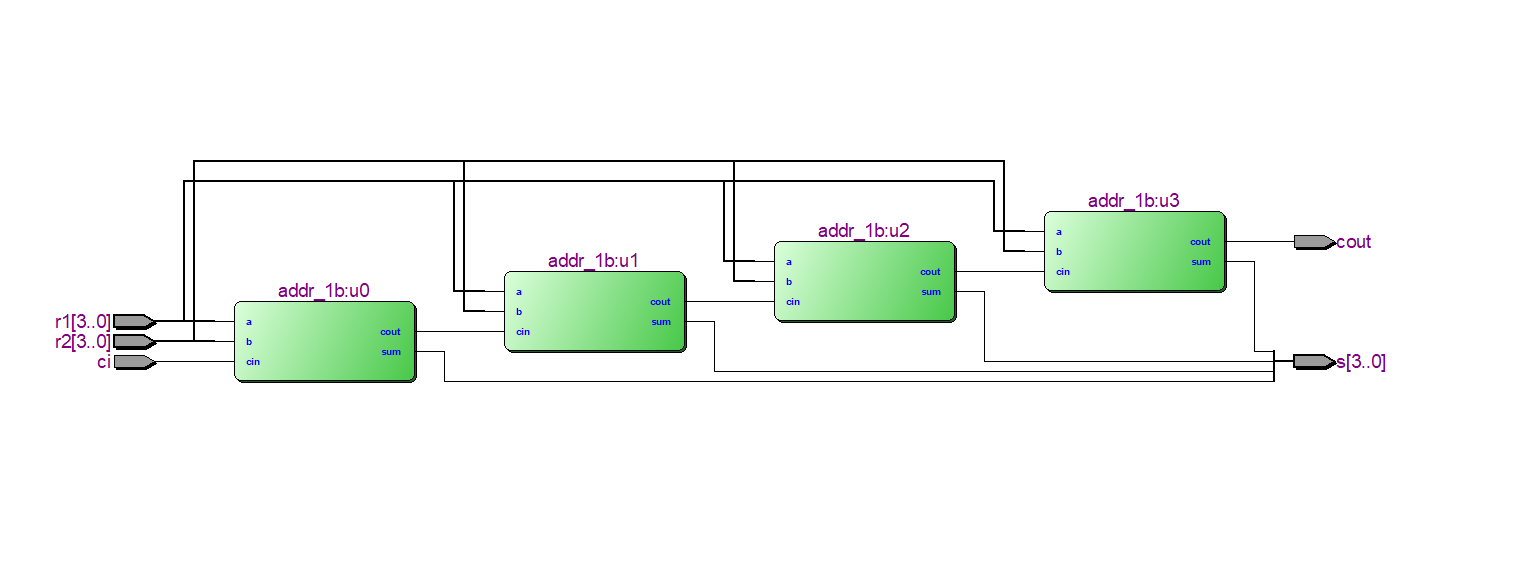 addr_1b:u3
a
b
cin
cout
sum
cout
addr_1b:u2
a
b
cin
cout
sum
addr_1b:u1
a
b
cin
cout
sum
addr_1b:u0
a
b
cin
cout
sum
r1[3..0]
r2[3..0]
ci
s[3..0]